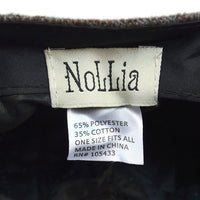 NoLLia
65% POLYESTER
35% COTTON
ONE SIZE FITS ALL
MADE IN CHINA
RN# 105433